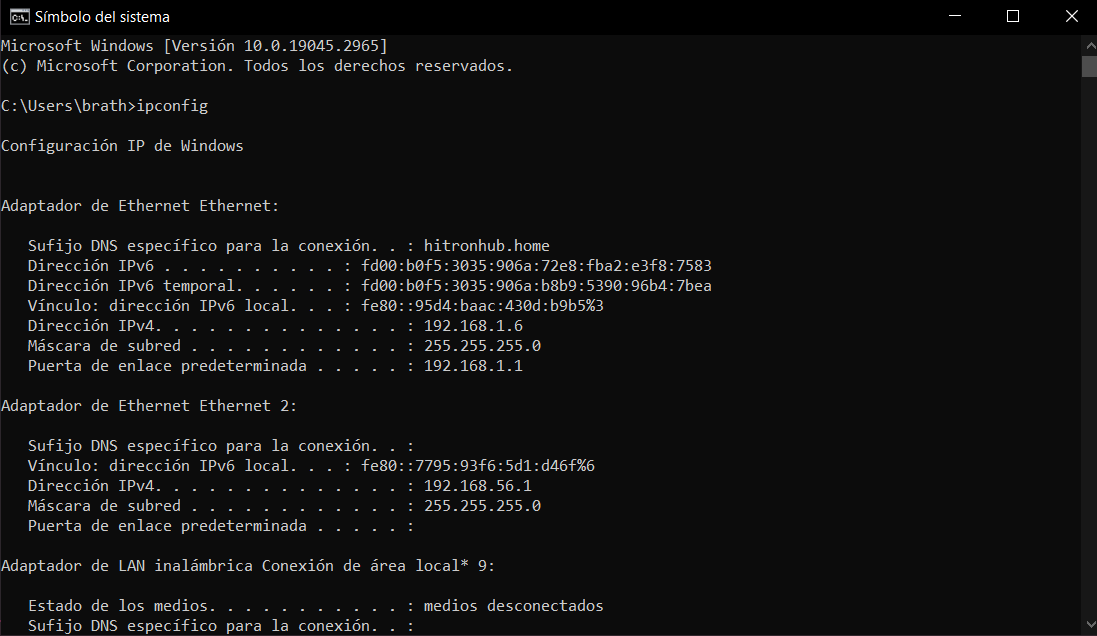 Símbolo del sistema
Microsoft Windows [Versión 10.0.19045.2965]
(c) Microsoft Corporation. Todos los derechos reservados.
C:\Users\brath>ipconfig
Configuración IP de Windows
Adaptador de Ethernet Ethernet:
   Sufijo DNS específico para la conexión. . : hitronhub.home
   Dirección IPv6 . . . . . . . . . . : fd00:b0f5:3035:906a:72e8:fba2:e3f8:7583
   Dirección IPv6 temporal. . . . . . : fd00:b0f5:3035:906a:b8b9:5390:96b4:7bea
   Vínculo: dirección IPv6 local. . . : fe80::95d4:baac:430d:b9b5%3
   Dirección IPv4. . . . . . . . . . . . . . : 192.168.1.6
   Máscara de subred . . . . . . . . . . . . : 255.255.255.0
   Puerta de enlace predeterminada . . . . . : 192.168.1.1
Adaptador de Ethernet Ethernet 2:
   Sufijo DNS específico para la conexión. . :
   Vínculo: dirección IPv6 local. . . : fe80::7795:93f6:5d1:d46f%6
   Dirección IPv4. . . . . . . . . . . . . . : 192.168.56.1
   Máscara de subred . . . . . . . . . . . . : 255.255.255.0
   Puerta de enlace predeterminada . . . . . :
Adaptador de LAN inalámbrica Conexión de área local* 9:
   Estado de los medios. . . . . . . . . . . : medios desconectados
   Sufijo DNS específico para la conexión. . :